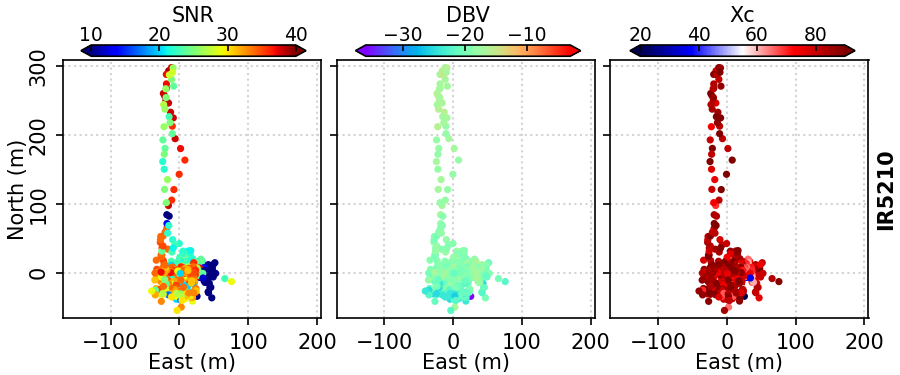 SNR DBV Xc
10 20 30 40 −30 −20 −10 20 40 60 80
300
200
100
0
North (m)
IR5210
−100 0 100 200 −100 0 100 200 −100 0 100 200
East (m) East (m) East (m)